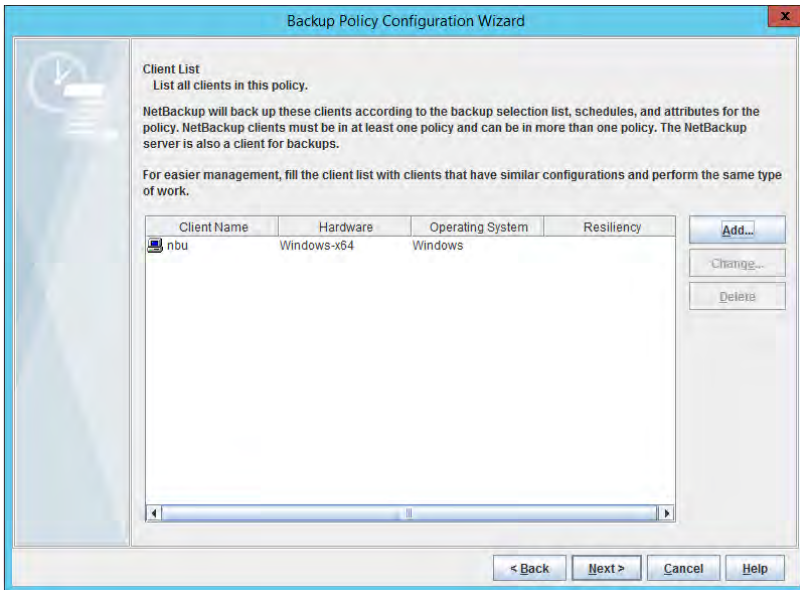 Backup Policy Configuration Wizard
x
Client List
List all clients in this policy.
NetBackup will back up these clients according to the backup selection list, schedules, and attributes for the
policy. NetBackup clients must be in at least one policy and can be in more than one policy. The NetBackup
server is also a client for backups.
For easier management, fill the client list with clients that have similar configurations and perform the same type
of work.
Client Name Hardware Operating System Resiliency
nbu Windows-x64 Windows
Add...
Change...
Delete
< Back Next > Cancel Help